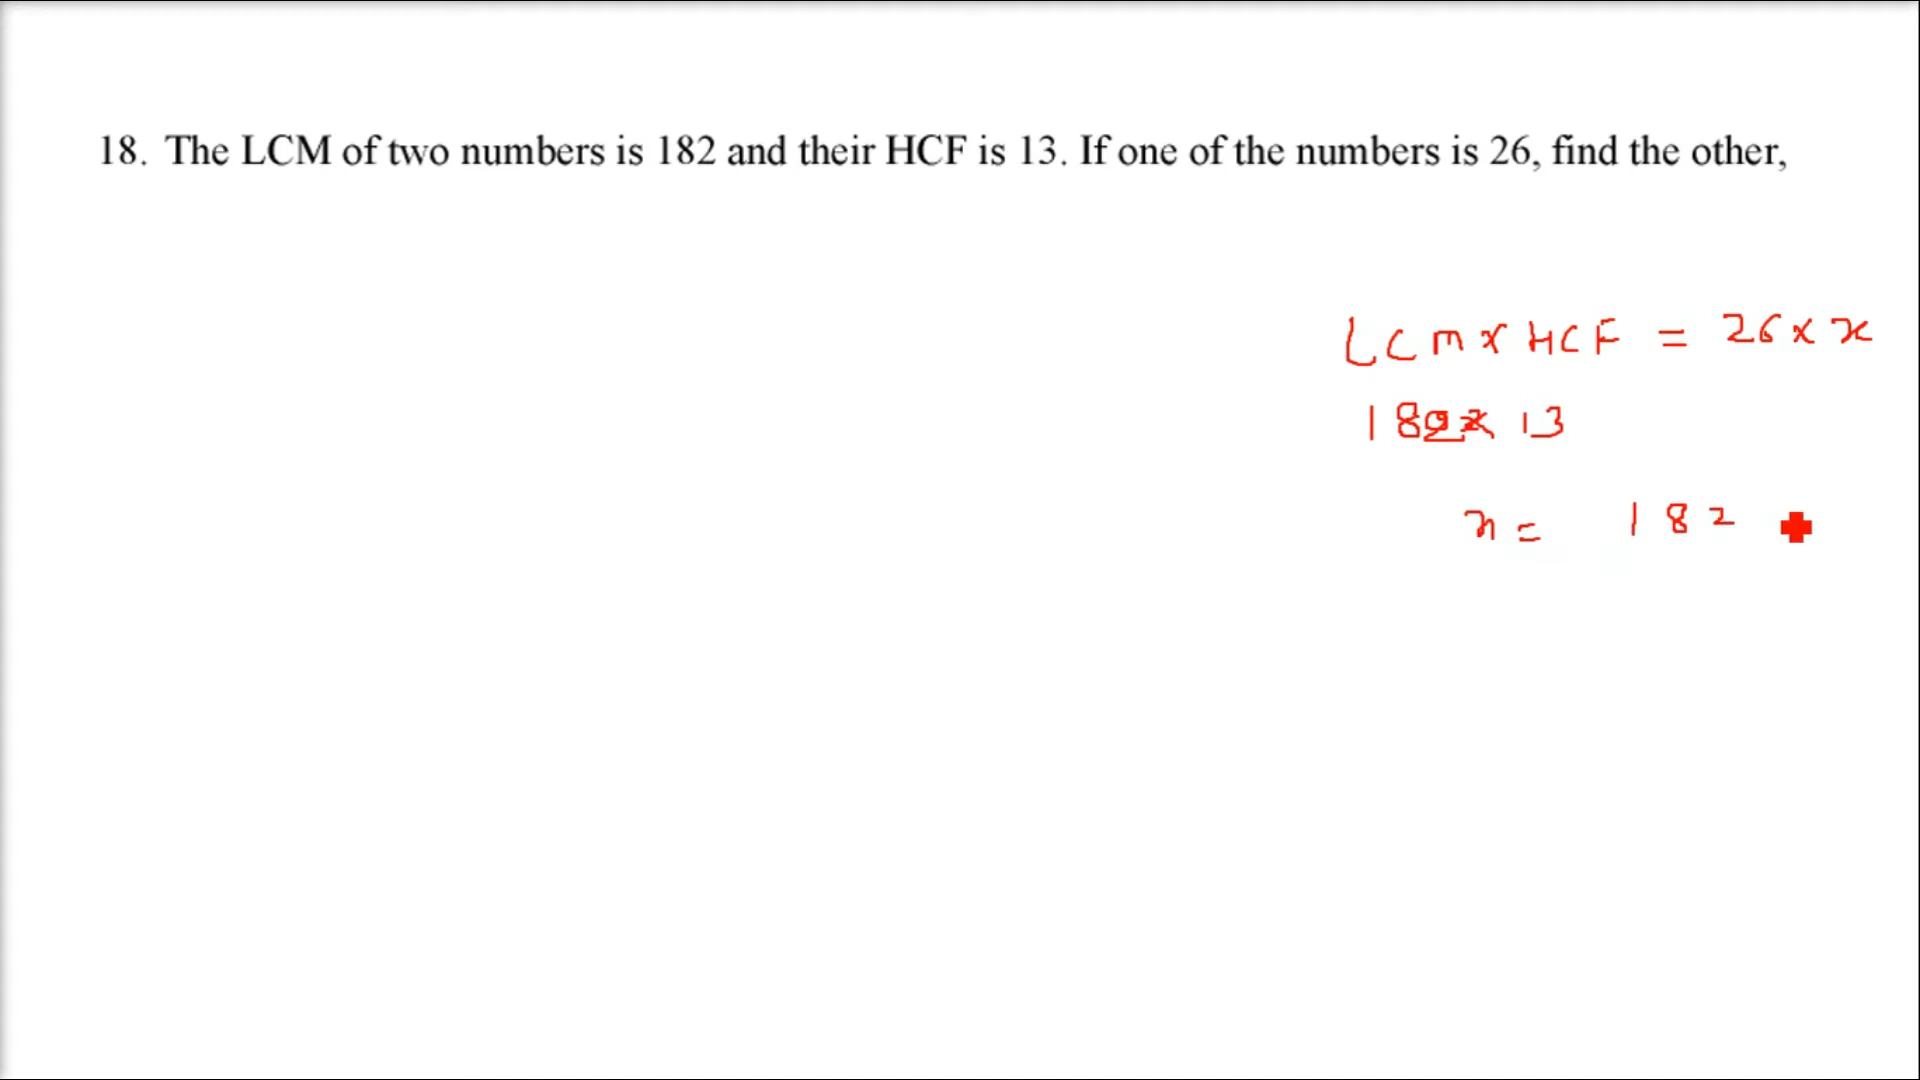 18. The LCM of two numbers is 182 and their HCF is 13. If one of the numbers is 26, find the other,
LCM x HCF = 26 x x
182 x 13
x = 182